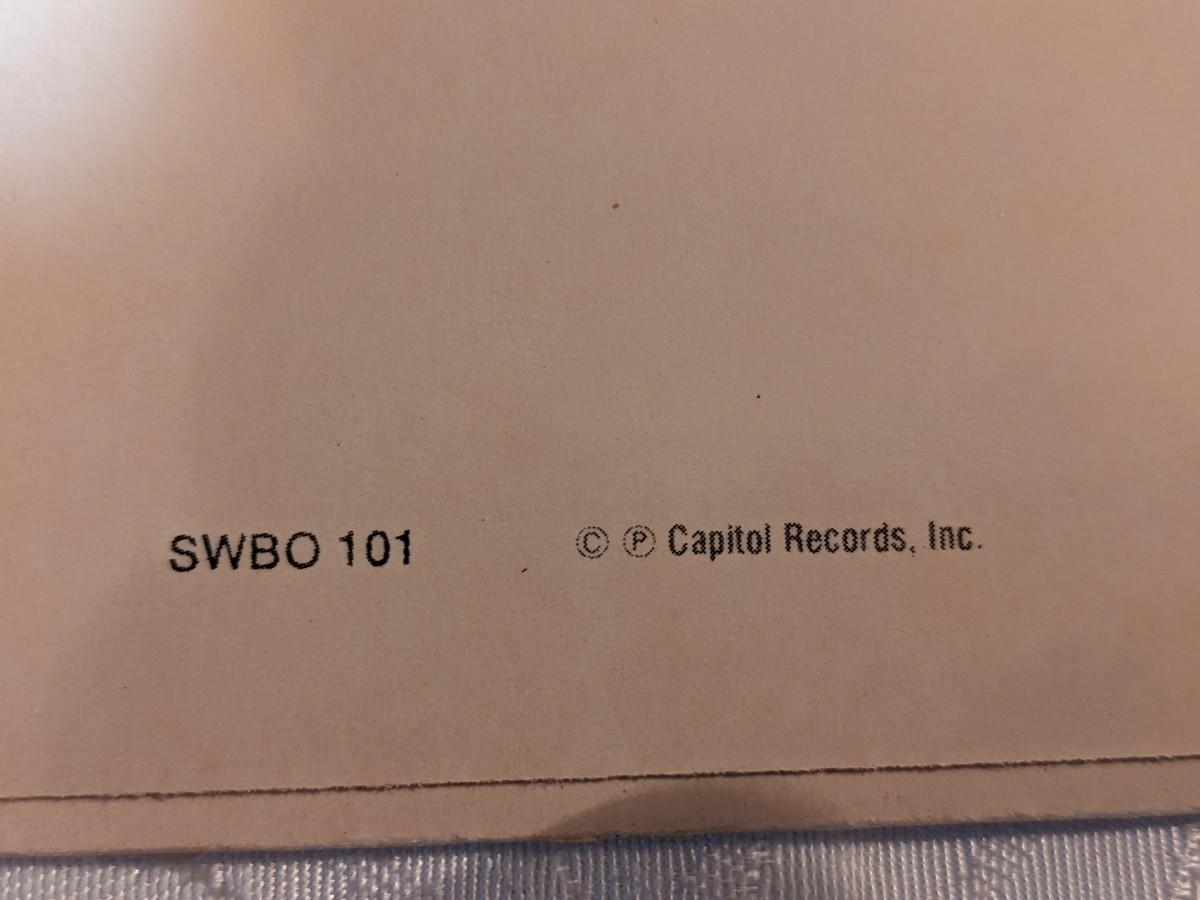 SWBO 101 © ℗ Capitol Records, Inc.